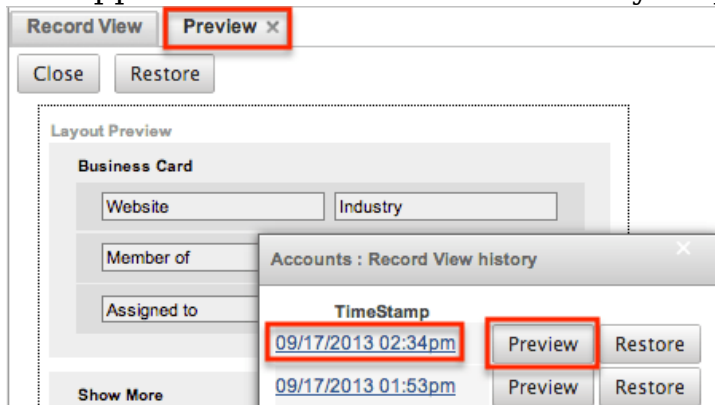 Record View Preview ×
Close Restore
Layout Preview
Business Card
Website Industry
Member of
Assigned to
Show More
Accounts : Record View history
TimeStamp
09/17/2013 02:34pm Preview Restore
09/17/2013 01:53pm Preview Restore